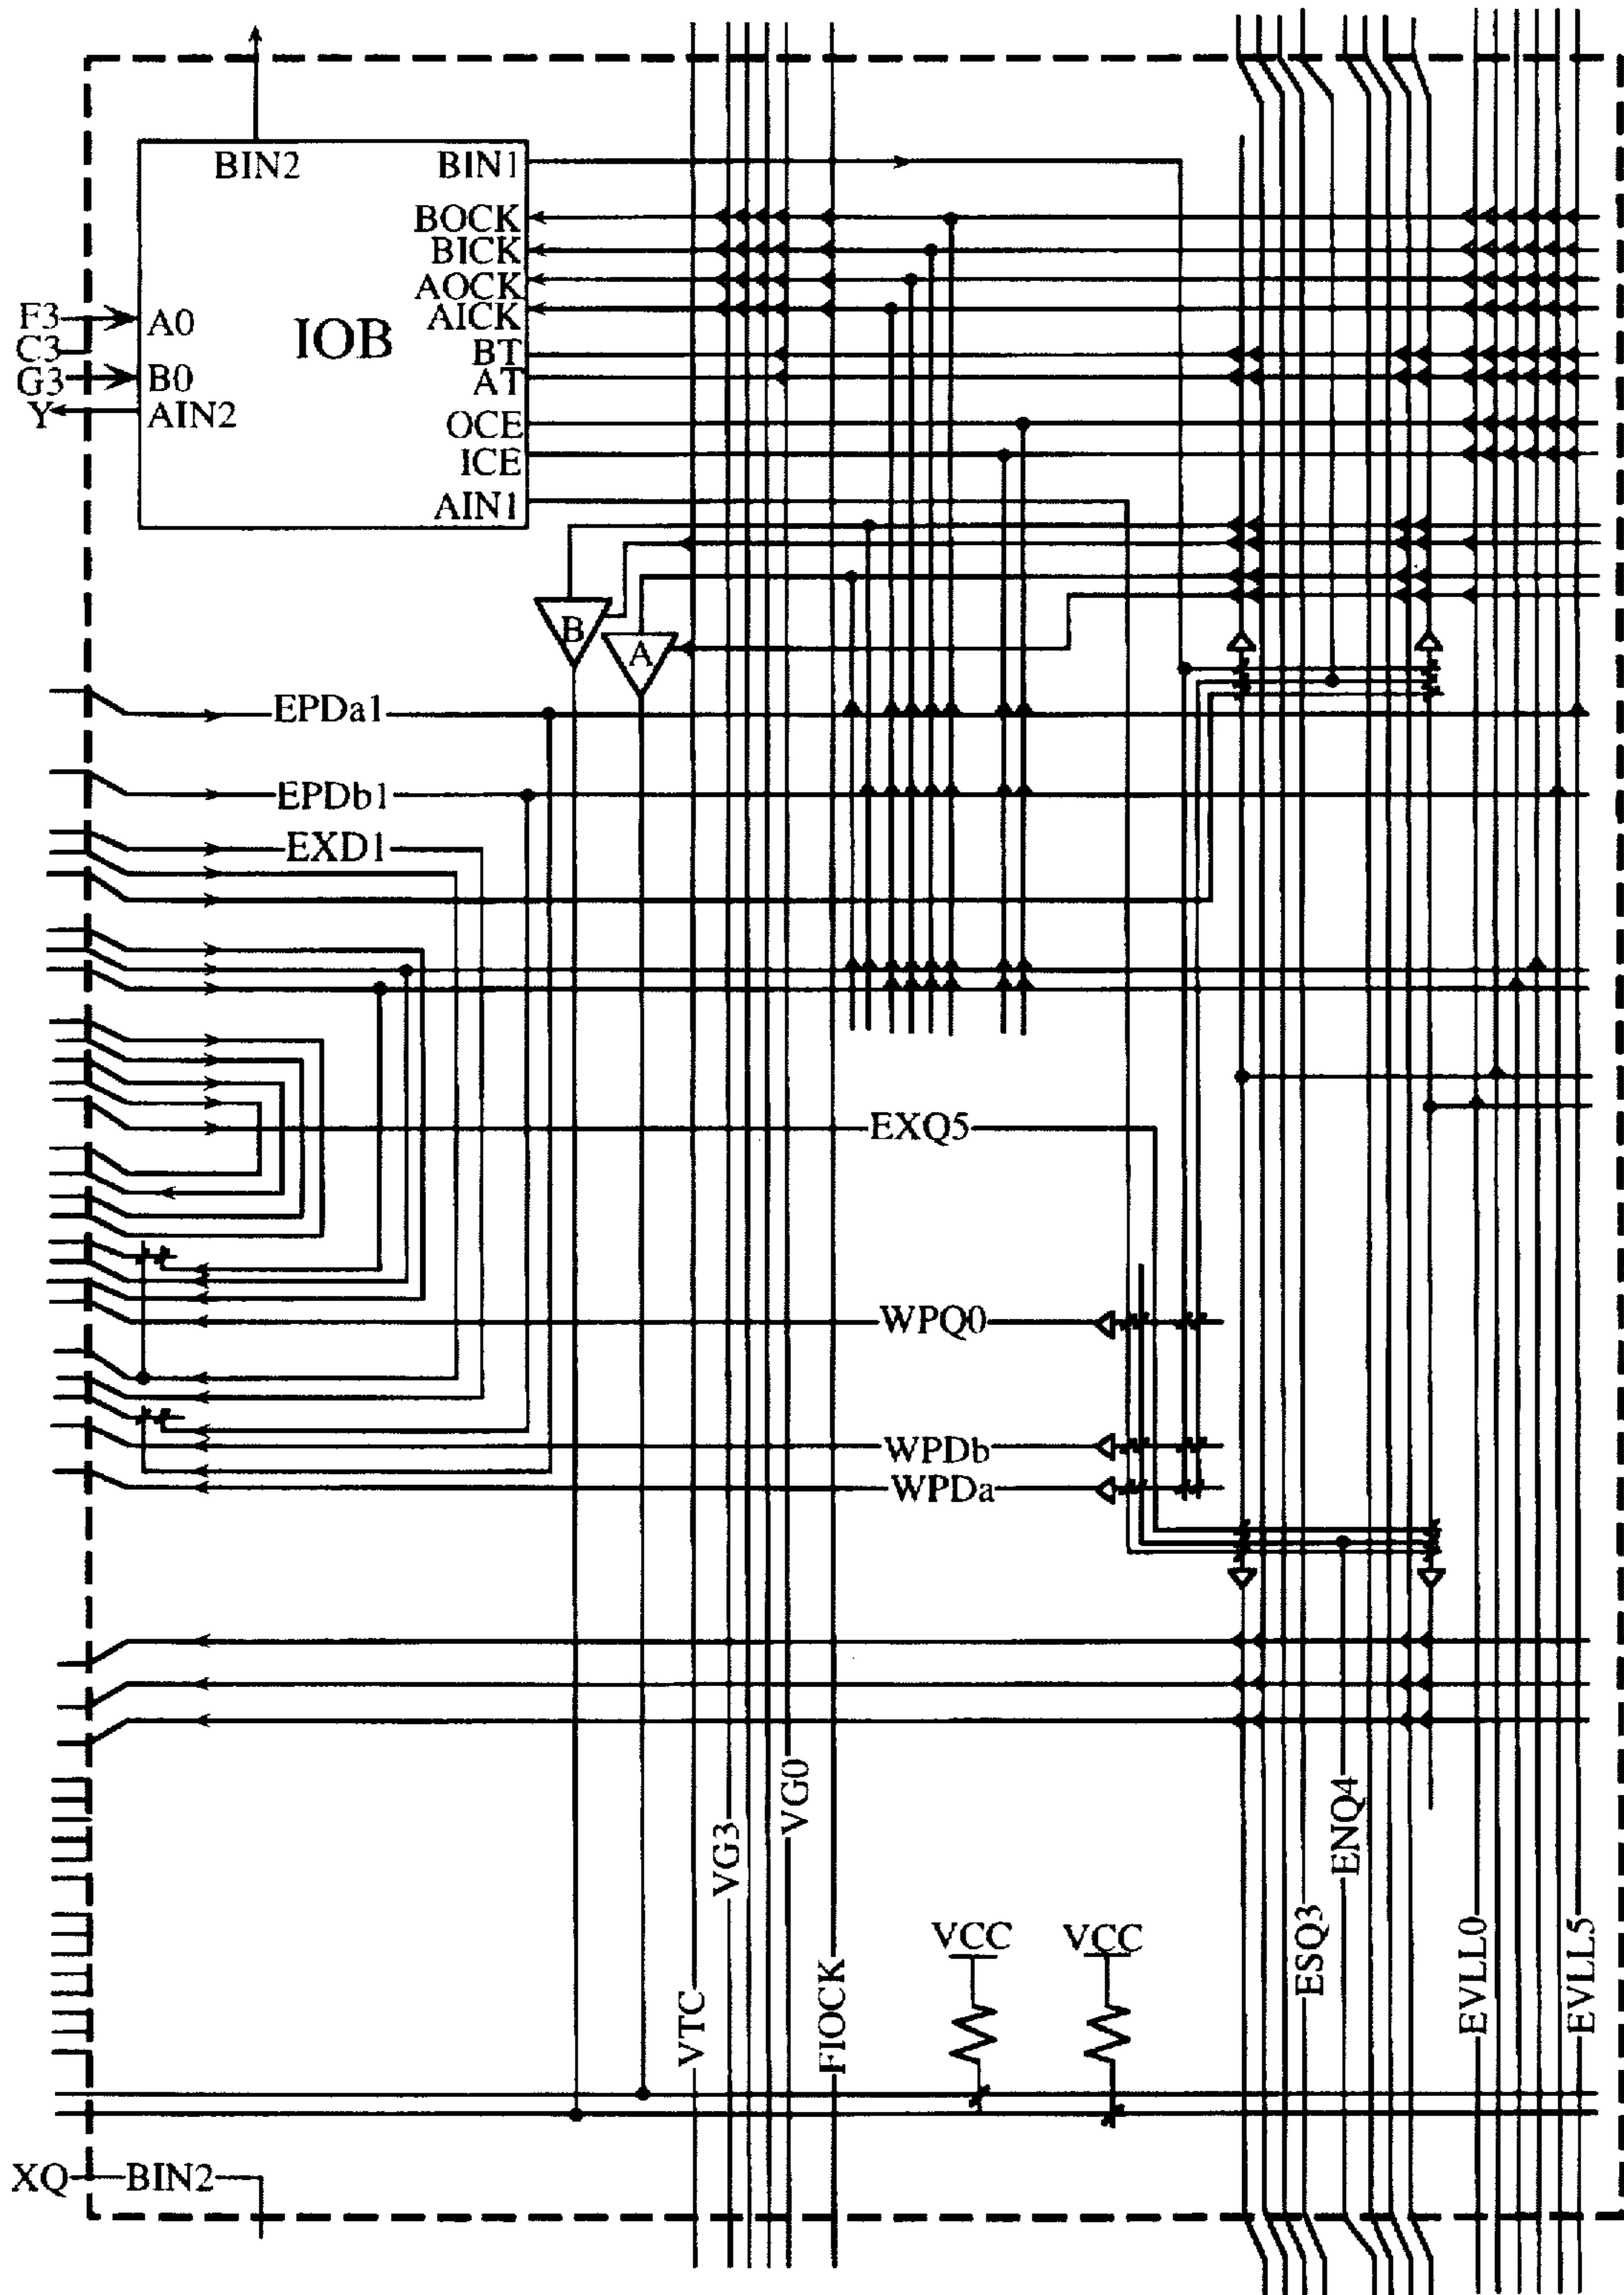 BIN2
BIN1
BOCK
BICK
AOCK
AICK
F3
C3
G3
Y
A0
B0
AIN2
IOB
BT
AT
OCE
ICE
AIN1
B
A
EPDa1
EPDb1
EXD1
EXQ5
WPQ0
WPDb
WPDa
VG0
VG3
ENQ4
ESQ3
EVLL0
EVLL5
VCC
VCC
VTC
FIOCK
XQ
BIN2